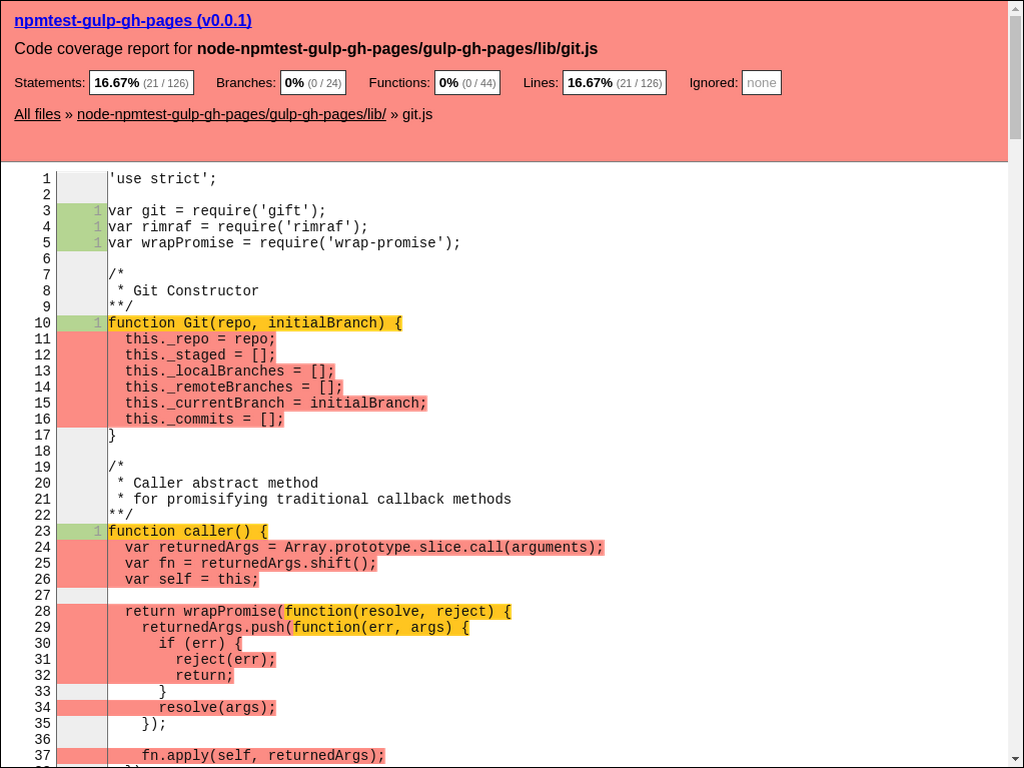 npmtest-gulp-gh-pages (v0.0.1)
Code coverage report for node-npmtest-gulp-gh-pages/gulp-gh-pages/lib/git.js
Statements: 16.67% (21 / 126) Branches: 0% (0 / 24) Functions: 0% (0 / 44) Lines: 16.67% (21 / 126) Ignored: none
All files » node-npmtest-gulp-gh-pages/gulp-gh-pages/lib/ » git.js
1 'use strict';
2
3 1 var git = require('gift');
4 1 var rimraf = require('rimraf');
5 1 var wrapPromise = require('wrap-promise');
6
7 /*
8  * Git Constructor
9 **/
10 1 function Git(repo, initialBranch) {
11   this._repo = repo;
12   this._staged = [];
13   this._localBranches = [];
14   this._remoteBranches = [];
15   this._currentBranch = initialBranch;
16   this._commits = [];
17 }
18
19 /*
20  * Caller abstract method
21  * for promisifying traditional callback methods
22 **/
23 1 function caller() {
24   var returnedArgs = Array.prototype.slice.call(arguments);
25   var fn = returnedArgs.shift();
26   var self = this;
27
28   return wrapPromise(function(resolve, reject) {
29     returnedArgs.push(function(err, args) {
30       if (err) {
31         reject(err);
32         return;
33       }
34       resolve(args);
35     });
36
37     fn.apply(self, returnedArgs);